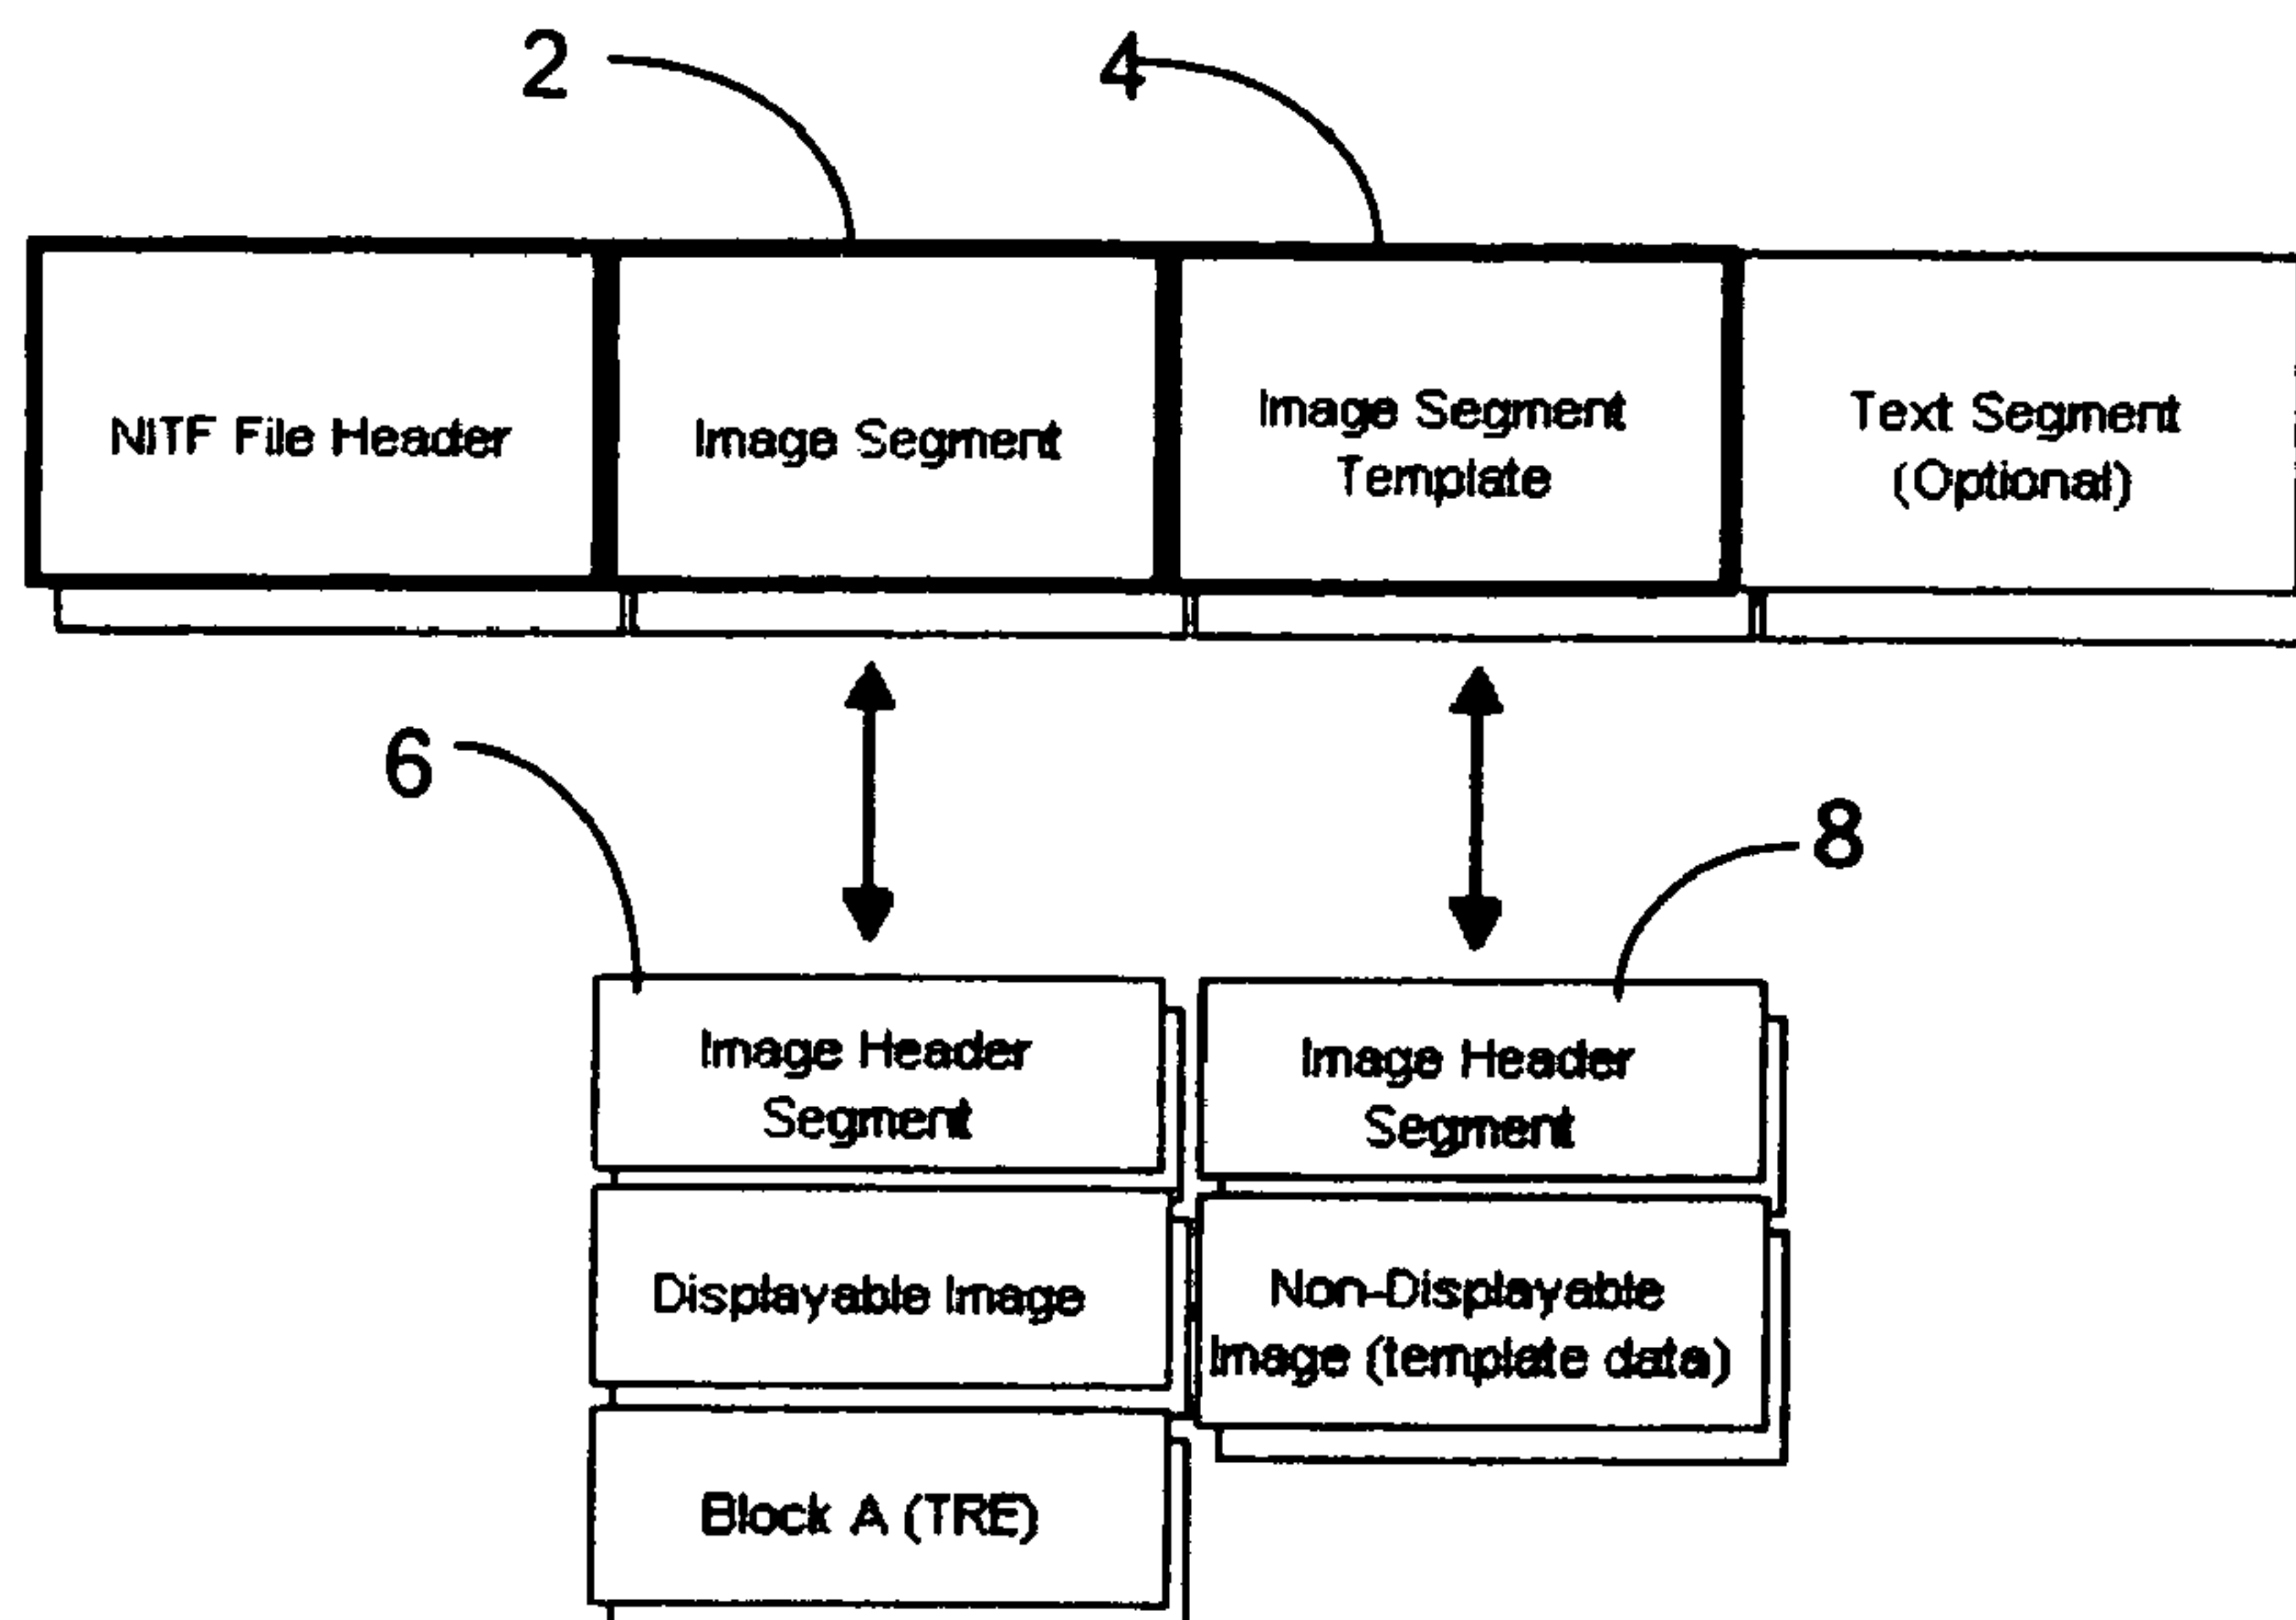 2
4
NITF File Header
Image Segment
Image Segment
Template
Text Segment
(Optional)
6
8
Image Header
Segment
Image Header
Segment
Displayable Image
Non-Displayable
Image (template data)
Block A (TRE)